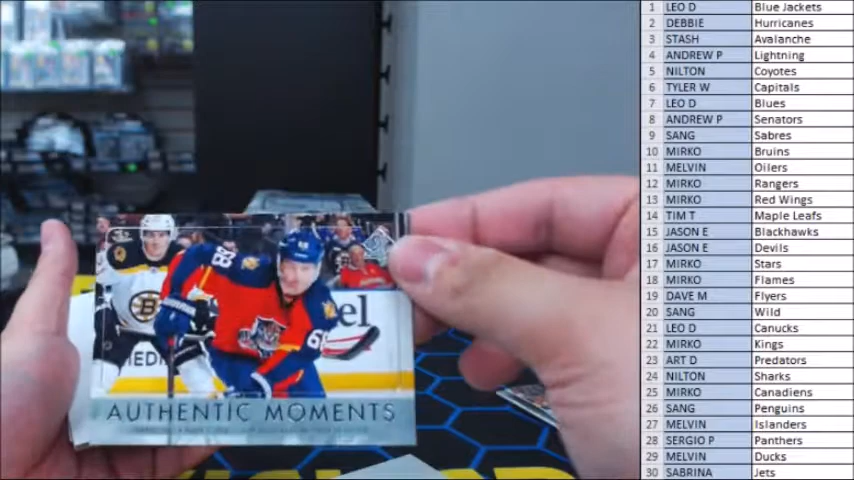 1 LEO D Blue Jackets
2 DEBBIE Hurricanes
3 STASH Avalanche
4 ANDREW P Lightning
5 NILTON Coyotes
6 TYLER W Capitals
7 LEO D Blues
8 ANDREW P Senators
9 SANG Sabres
10 MIRKO Bruins
11 MELVIN Oilers
12 MIRKO Rangers
13 MIRKO Red Wings
14 TIM T Maple Leafs
15 JASON E Blackhawks
16 JASON E Devils
17 MIRKO Stars
18 MIRKO Flames
19 DAVE M Flyers
20 SANG Wild
21 LEO D Canucks
22 MIRKO Kings
23 ART D Predators
24 NILTON Sharks
25 MIRKO Canadiens
26 SANG Penguins
27 MELVIN Islanders
28 SERGIO P Panthers
29 MELVIN Ducks
30 SABRINA Jets
68
B
AUTHENTIC MOMENTS